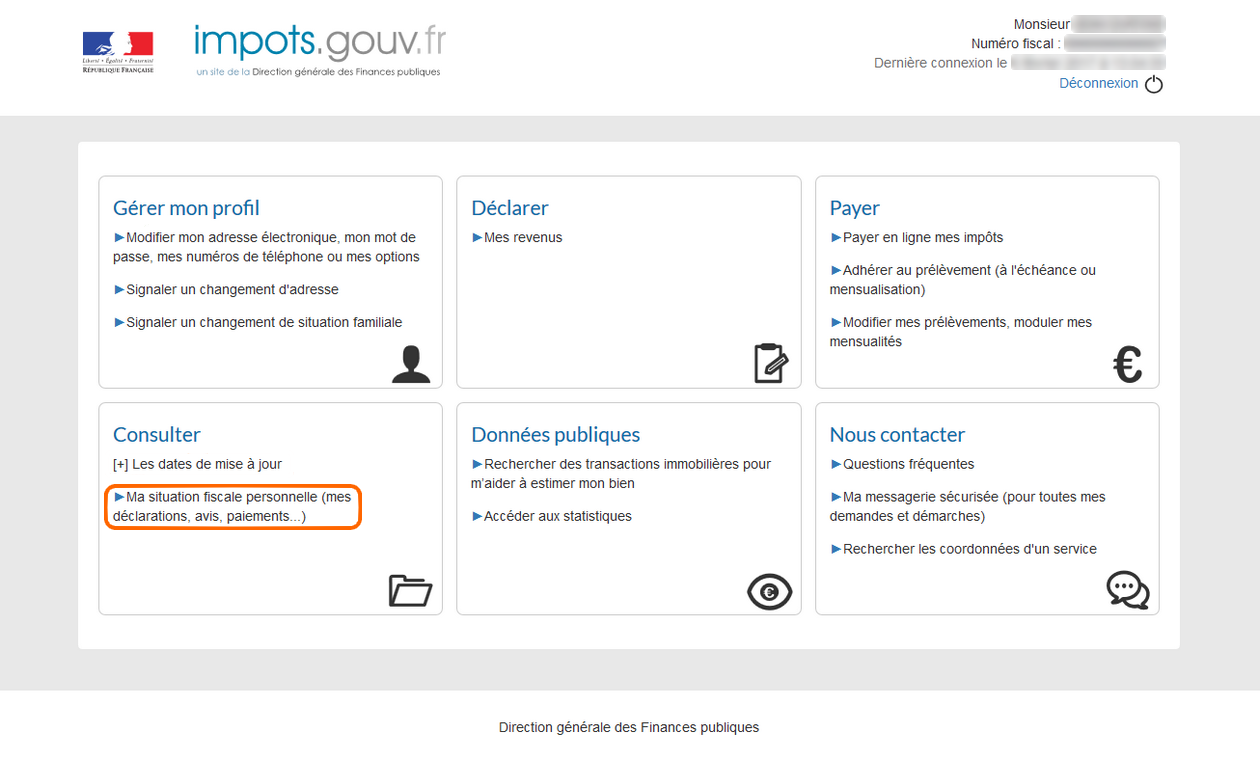 Liberté • Égalité • Fraternité
RÉPUBLIQUE FRANÇAISE
impots.gouv.fr
un site de la Direction générale des Finances publiques
Monsieur
Numéro fiscal :
Dernière connexion le
Déconnexion
Gérer mon profil
►Modifier mon adresse électronique, mon mot de
passe, mes numéros de téléphone ou mes options
►Signaler un changement d'adresse
►Signaler un changement de situation familiale
Déclarer
►Mes revenus
Payer
►Payer en ligne mes impôts
►Adhérer au prélèvement (à l'échéance ou
mensualisation)
►Modifier mes prélèvements, moduler mes
mensualités
€
Consulter
[+] Les dates de mise à jour
►Ma situation fiscale personnelle (mes
déclarations, avis, paiements...)
Données publiques
►Rechercher des transactions immobilières pour
m'aider à estimer mon bien
►Accéder aux statistiques
€
Nous contacter
►Questions fréquentes
►Ma messagerie sécurisée (pour toutes mes
demandes et démarches)
►Rechercher les coordonnées d'un service
Direction générale des Finances publiques